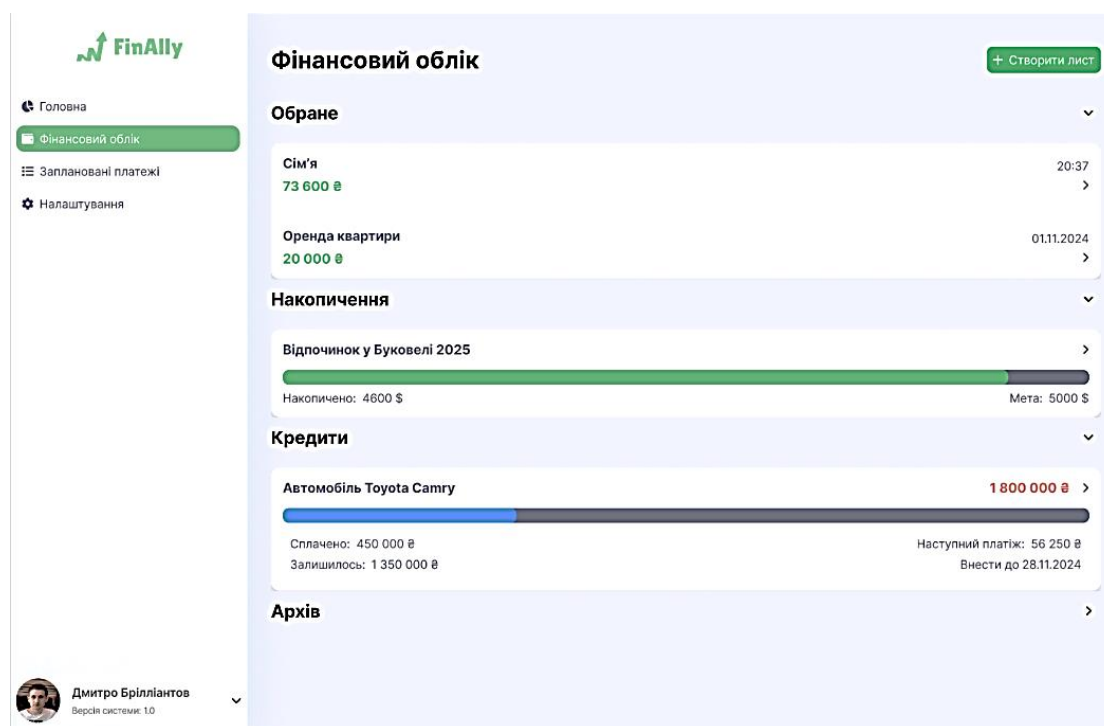 FinAlly
Головна
Фінансовий облік
Заплановані платежі
Налаштування
Дмитро Брілліантов
Версія системи: 1.0
Фінансовий облік
+ Створити лист
Обране
Сім'я 20:37
73 600 ₴
Оренда квартири 01.11.2024
20 000 ₴
Накопичення
Відпочинок у Буковелі 2025
Накопичено: 4600 $ Мета: 5000 $
Кредити
Автомобіль Toyota Camry 1 800 000 ₴
Сплачено: 450 000 ₴ Наступний платіж: 56 250 ₴
Залишилось: 1 350 000 ₴ Внести до 28.11.2024
Архів